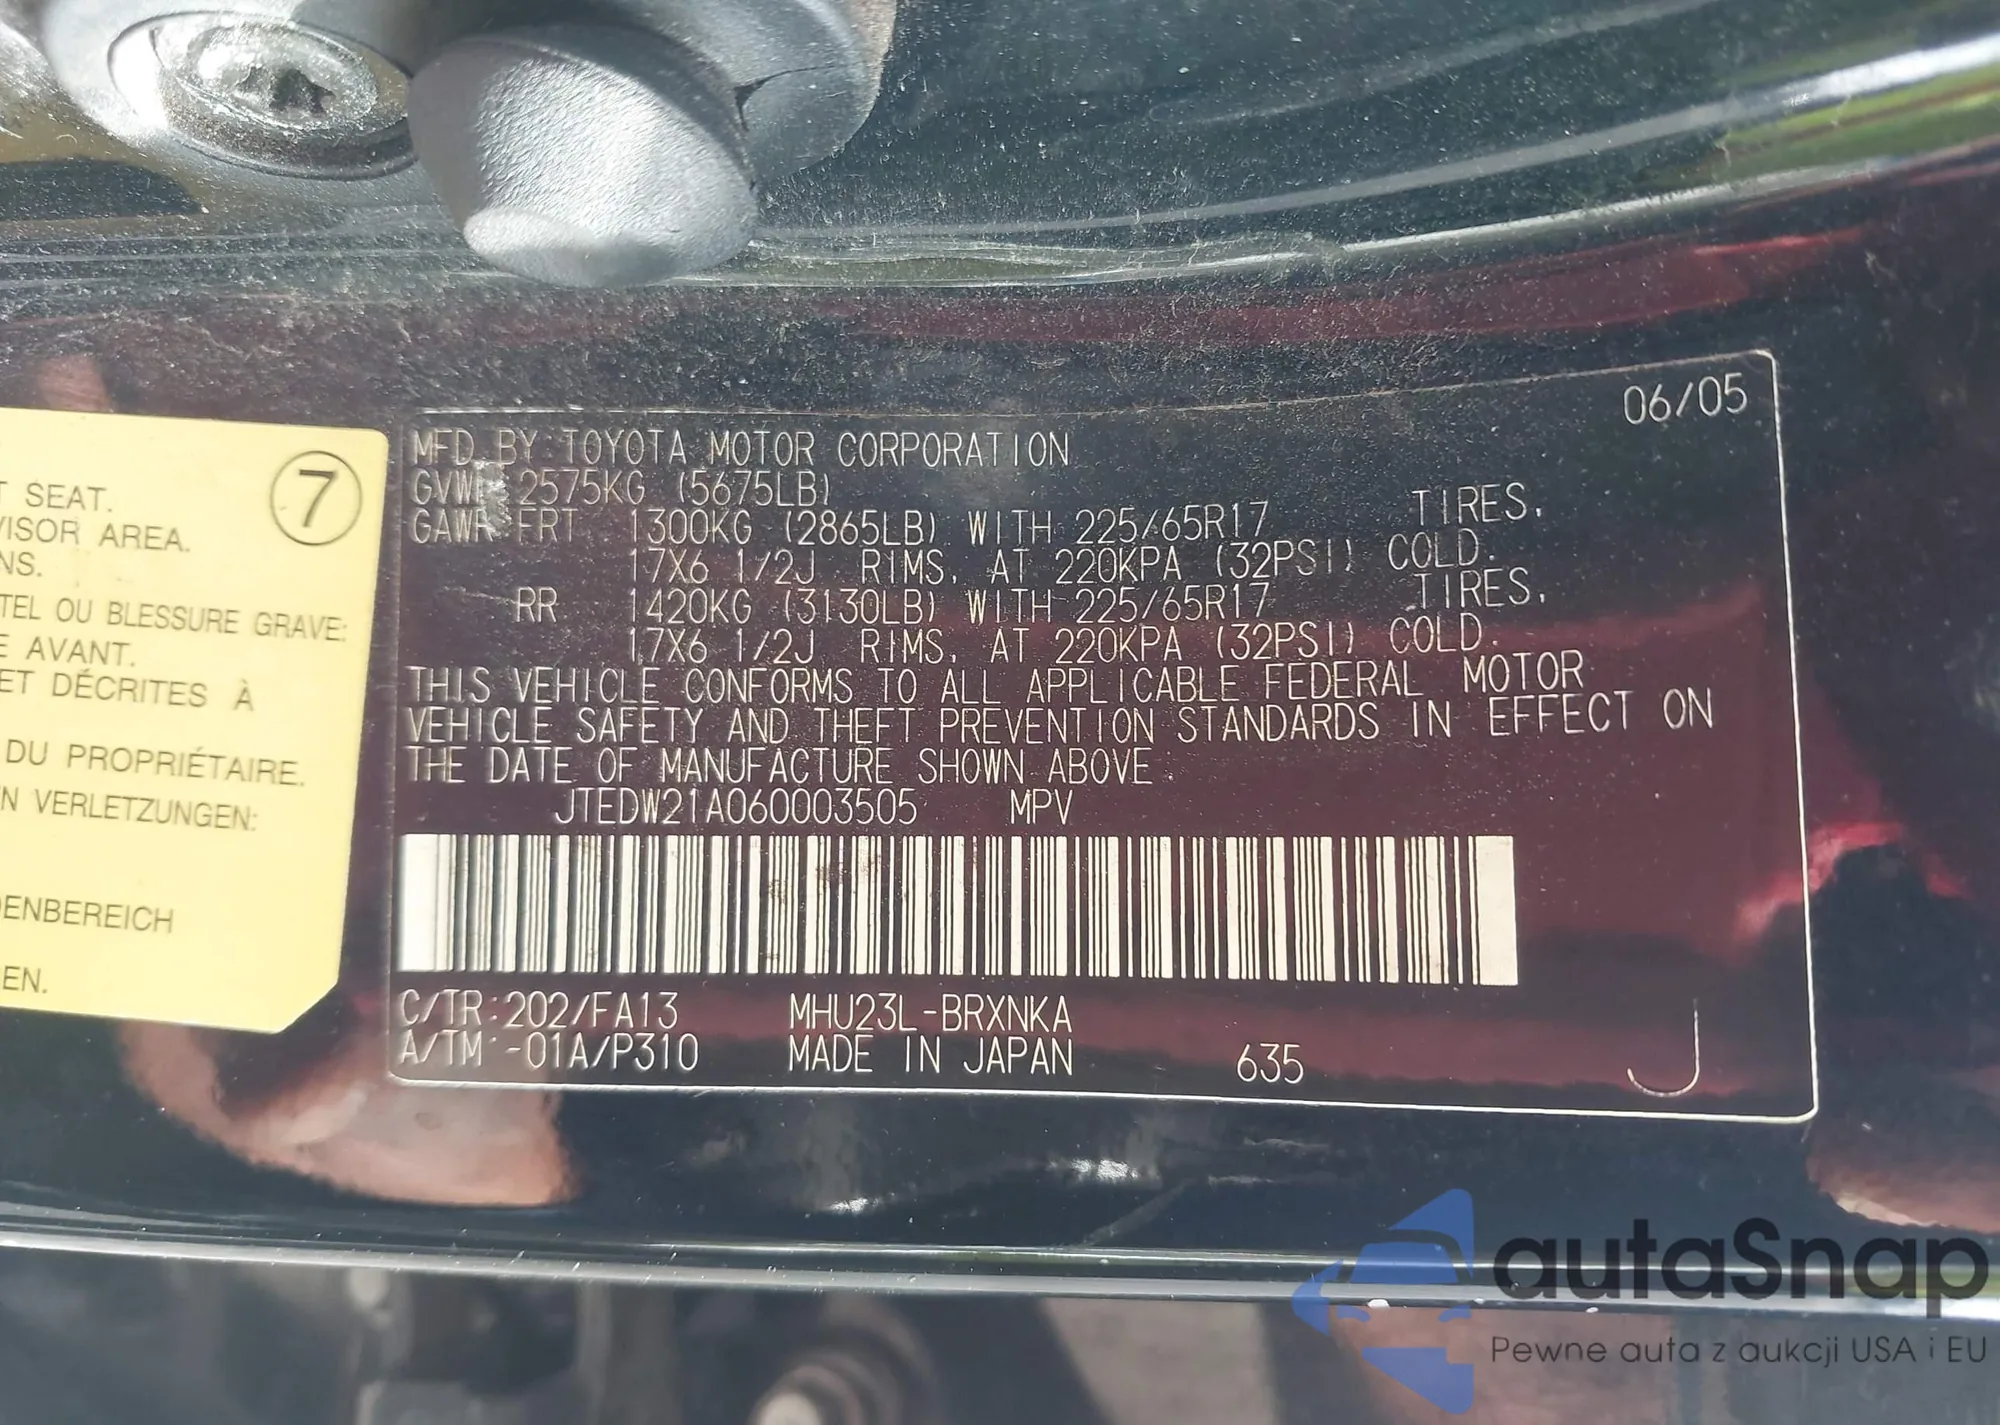 7
T SEAT.
VISOR AREA.
NS.
TEL OU BLESSURE GRAVE:
E AVANT.
ET DÉCRITES À
DU PROPRIÉTAIRE.
N VERLETZUNGEN:
DENBEREICH
EN.
06/05
MFD. BY TOYOTA MOTOR CORPORATION
GVWR 2575KG (5675LB)
GAWR FRT 1300KG (2865LB) WITH 225/65R17 TIRES,
17X6 1/2J RIMS, AT 220KPA (32PSI) COLD.
RR 1420KG (3130LB) WITH 225/65R17 TIRES,
17X6 1/2J RIMS, AT 220KPA (32PSI) COLD.
THIS VEHICLE CONFORMS TO ALL APPLICABLE FEDERAL MOTOR
VEHICLE SAFETY AND THEFT PREVENTION STANDARDS IN EFFECT ON
THE DATE OF MANUFACTURE SHOWN ABOVE.
JTEDW21A060003505 MPV
C/TR:202/FA13 MHU23L-BRXNKA
A/TM:-01A/P310 MADE IN JAPAN 635 J
autaSnap
Pewne auta z aukcji USA i EU